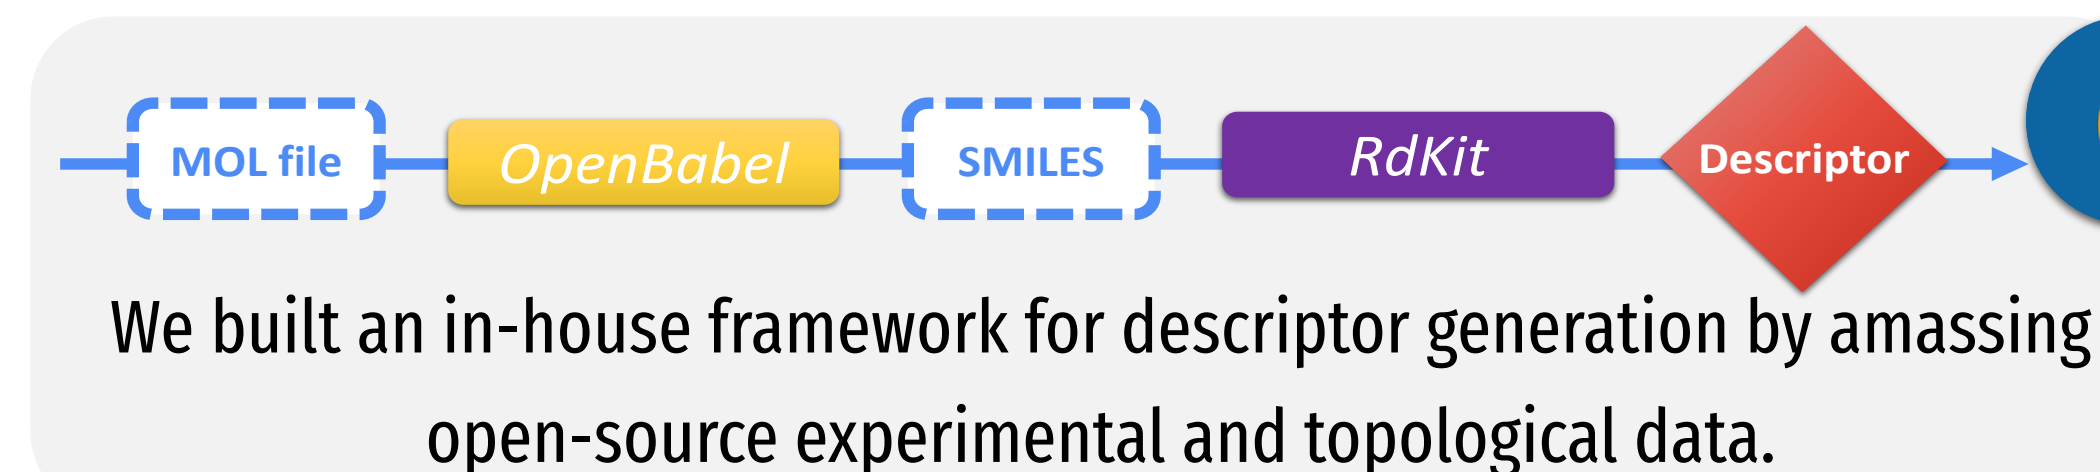 MOL file OpenBabel SMILES RdKit Descriptor
We built an in-house framework for descriptor generation by amassing
open-source experimental and topological data.